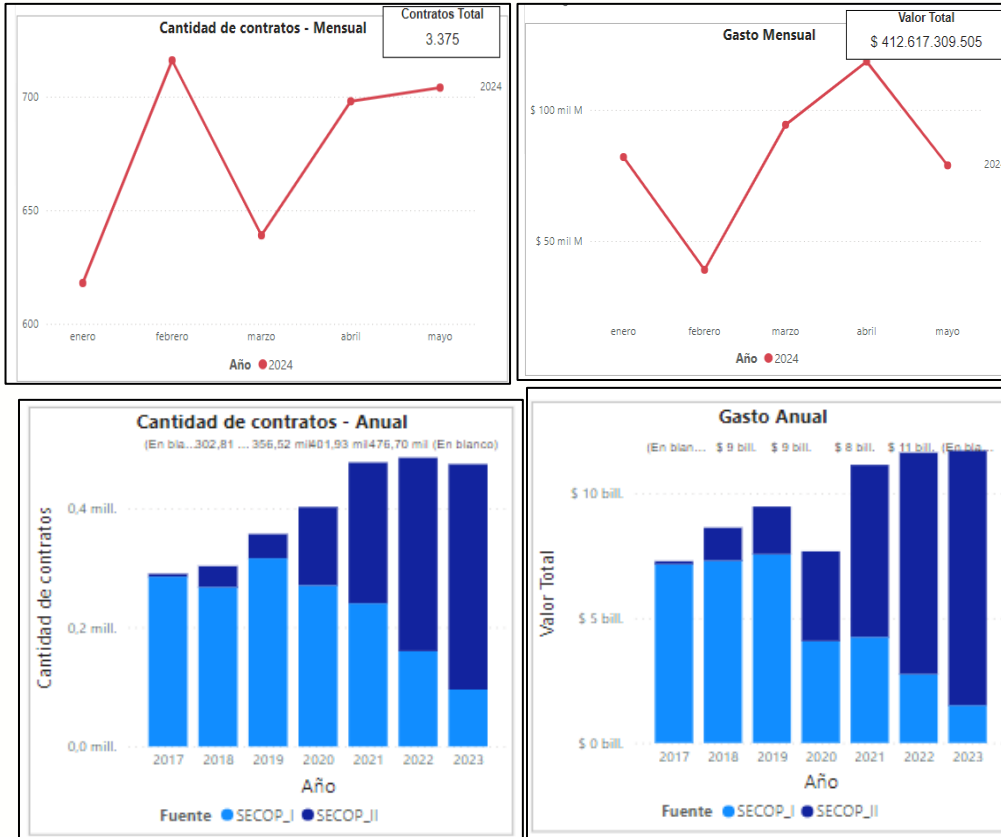 Cantidad de contratos - Mensual
Contratos Total
3.375
700
650
600
2024
enero febrero marzo abril mayo
Año 2024
Gasto Mensual
Valor Total
$ 412.617.309.505
$ 100 mil M
$ 50 mil M
202
enero febrero marzo abril mayo
Año 2024
Cantidad de contratos - Anual
(En bla...302,81 ... 356,52 mil401,93 mil476,70 mil (En blanco)
Cantidad de contratos
0,4 mill.
0,2 mill.
0,0 mill.
2017 2018 2019 2020 2021 2022 2023
Año
Fuente SECOP_I SECOP_II
Gasto Anual
(En blan... $ 9 bill. $ 9 bill. $ 8 bill. $ 11 bill. (En bla...
Valor Total
$ 10 bill.
$ 5 bill.
$ 0 bill.
2017 2018 2019 2020 2021 2022 2023
Año
Fuente SECOP_I SECOP_II